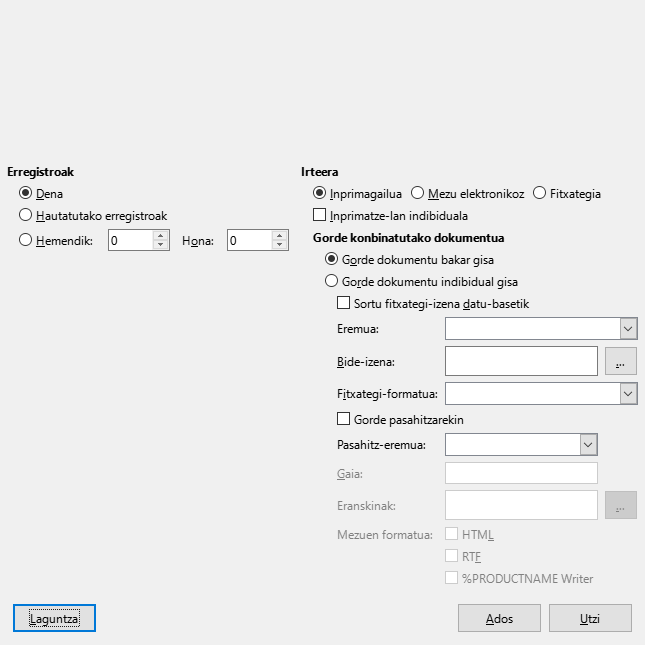 Erregistroak
Dena
Hautatutako erregistroak
Hemendik: 0 Hona: 0
Irteera
Inprimagailua Mezu elektronikoz Fitxategia
Inprimatze-lan indibiduala
Gorde konbinatutako dokumentua
Gorde dokumentu bakar gisa
Gorde dokumentu indibidual gisa
Sortu fitxategi-izena datu-basetik
Eremua:
Bide-izena: ...
Fitxategi-formatua:
Gorde pasahitzarekin
Pasahitz-eremua:
Gaia:
Eranskinak: ...
Mezuen formatua: HTML
RTF
%PRODUCTNAME Writer
Laguntza Ados Utzi